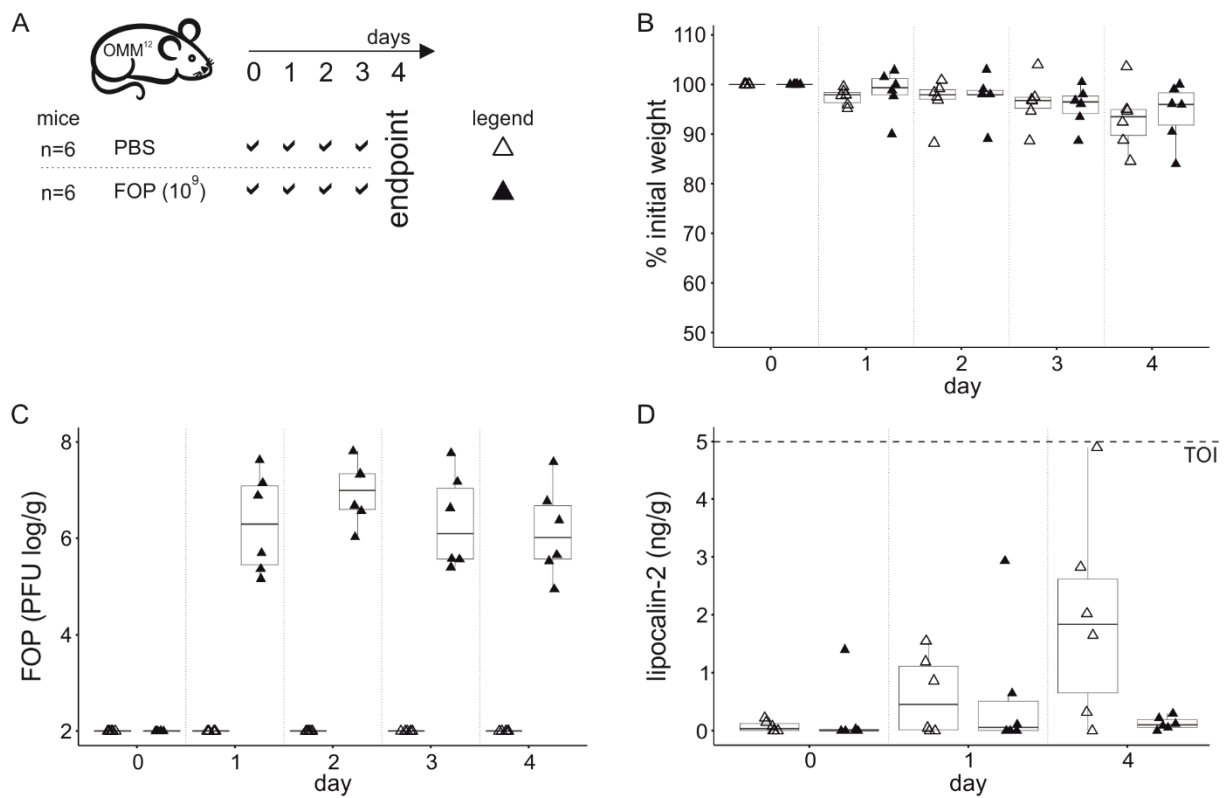 A
OMM¹²
days
0 1 2 3 4
mice
legend
n=6 PBS
n=6 FOP (10⁹)
endpoint
B
% initial weight
110
100
90
80
70
60
50
0 1 2 3 4
day
C
FOP (PFU log/g)
8
6
4
2
0 1 2 3 4
day
D
lipocalin-2 (ng/g)
5
4
3
2
1
0
TOI
0 1 4
day